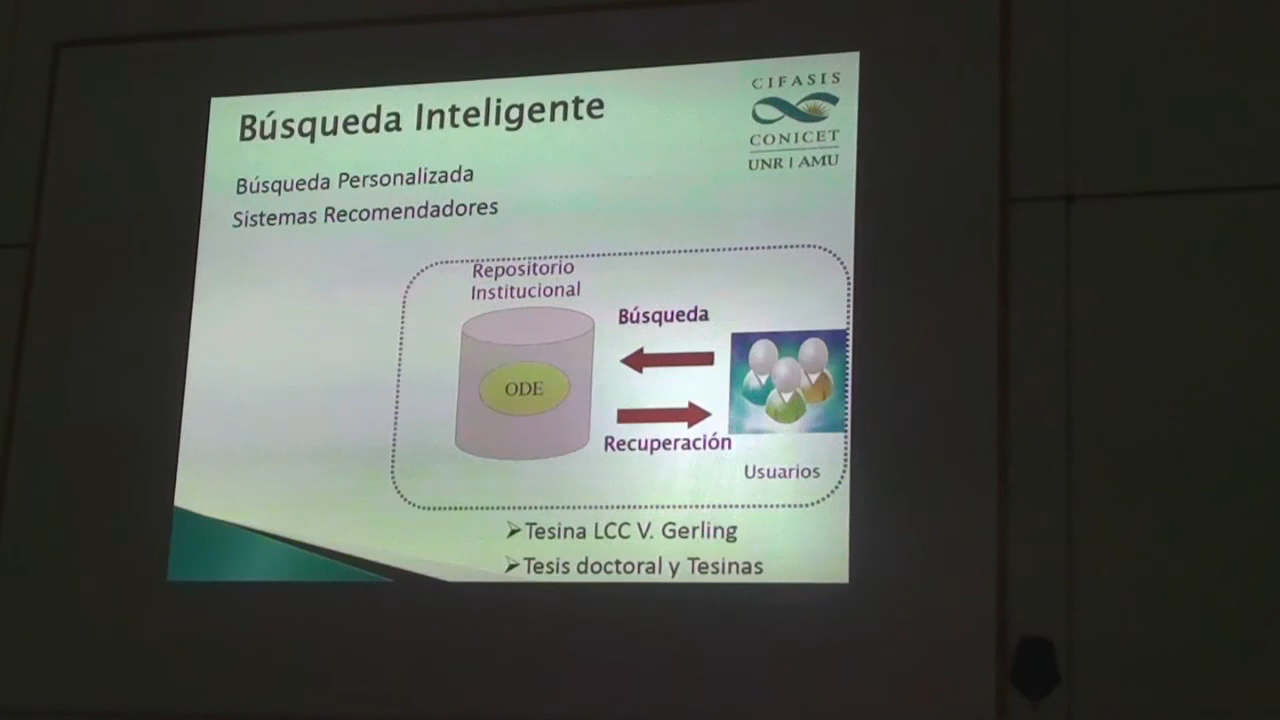 Búsqueda Inteligente
CIFASIS
CONICET
UNR | AMU
Búsqueda Personalizada
Sistemas Recomendadores
Repositorio
Institucional
ODE
Búsqueda
Recuperación
Usuarios
➢Tesina LCC V. Gerling
➢Tesis doctoral y Tesinas